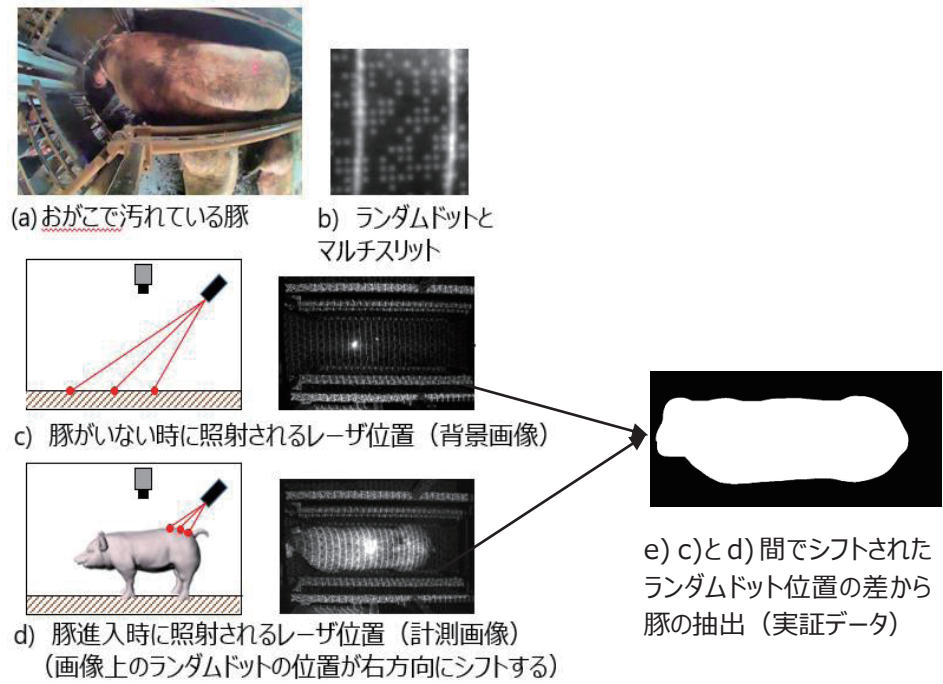 (a) おがこで汚れている豚
b) ランダムドットと
マルチスリット
c) 豚がいない時に照射されるレーザ位置（背景画像）
d) 豚進入時に照射されるレーザ位置（計測画像）
（画像上のランダムドットの位置が右方向にシフトする）
e) c)とd) 間でシフトされた
ランダムドット位置の差から
豚の抽出（実証データ）